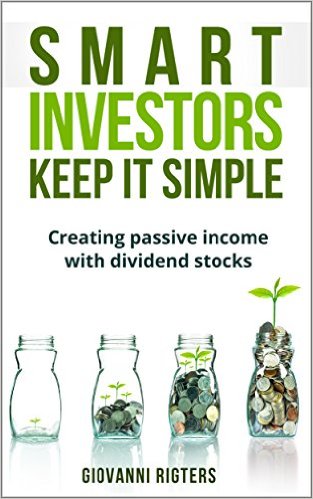 SMART
INVESTORS
KEEP IT SIMPLE
Creating passive income
with dividend stocks
GIOVANNI RIGTERS